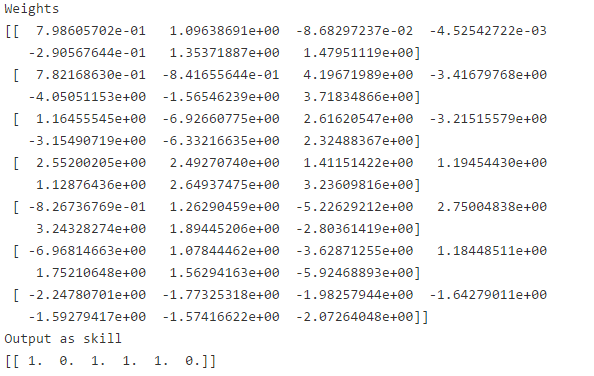 Weights
[[  7.98605702e-01   1.09638691e+00  -8.68297237e-02  -4.52542722e-03
   -2.90567644e-01   1.35371887e+00   1.47951119e+00]
 [  7.82168630e-01  -8.41655644e-01   4.19671989e+00  -3.41679768e+00
   -4.05051153e+00  -1.56546239e+00   3.71834866e+00]
 [  1.16455545e+00  -6.92660775e+00   2.61620547e+00  -3.21515579e+00
   -3.15490719e+00  -6.33216635e+00   2.32488367e+00]
 [  2.55200205e+00   2.49270740e+00   1.41151422e+00   1.19454430e+00
    1.12876436e+00   2.64937475e+00   3.23609816e+00]
 [ -8.26736769e-01   1.26290459e+00  -5.22629212e+00   2.75004838e+00
    3.24328274e+00   1.89445206e+00  -2.80361419e+00]
 [ -6.96814663e+00   1.07844462e+00  -3.62871255e+00   1.18448511e+00
    1.75210648e+00   1.56294163e+00  -5.92468893e+00]
 [ -2.24780701e+00  -1.77325318e+00  -1.98257944e+00  -1.64279011e+00
   -1.59279417e+00  -1.57416622e+00  -2.07264048e+00]]
Output as skill
[[ 1.  0.  1.  1.  1.  0.]]